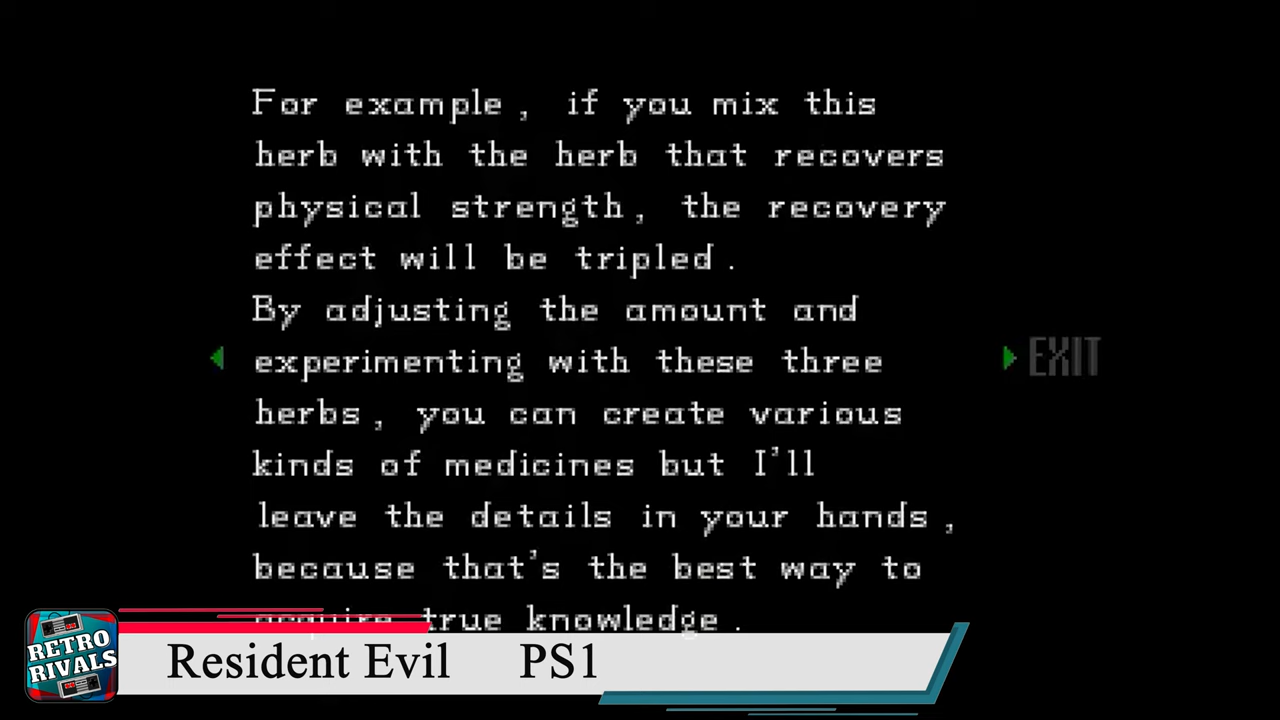 For example, if you mix this
herb with the herb that recovers
physical strength, the recovery
effect will be tripled.
By adjusting the amount and
experimenting with these three
EXIT
herbs, you can create various
kinds of medicines but I'll
leave the details in your hands,
because that's the best way to
acquire true knowledge.
RETRO
RIVALS
Resident Evil PS1